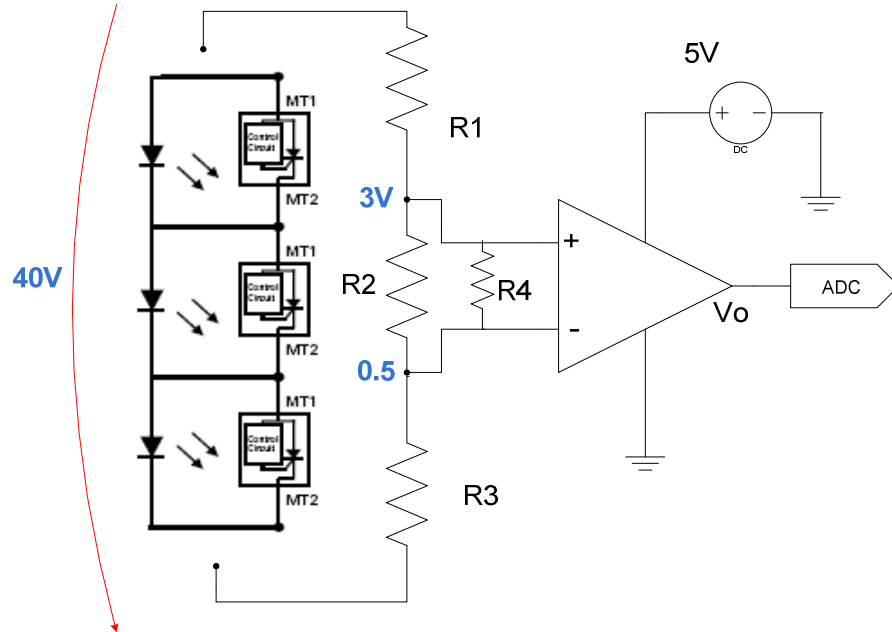 MT1
Control
Circuit
MT2
MT1
Control
Circuit
MT2
MT1
Control
Circuit
MT2
40V
R1
3V
R2
R4
0.5
R3
+
-
5V
+
-
DC
Vo
ADC